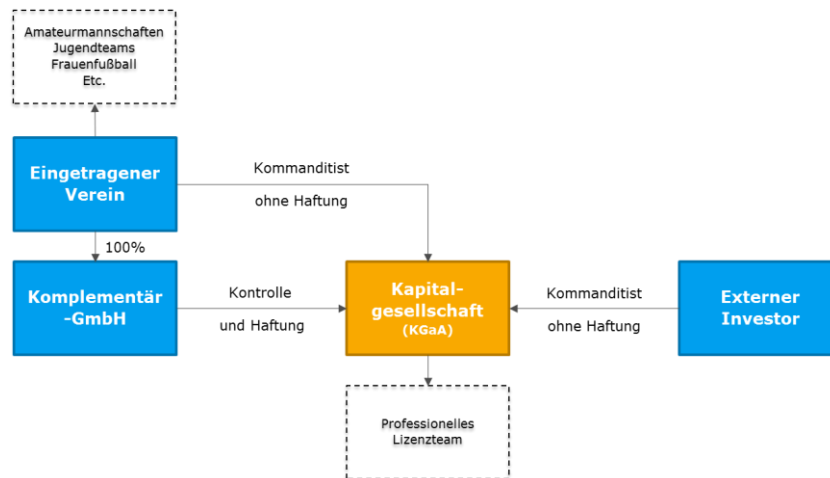 Amateurmannschaften
Jugendteams
Frauenfußball
Etc.
Eingetragener
Verein
Kommanditist
ohne Haftung
100%
Komplementär
-GmbH
Kontrolle
und Haftung
Kapital-
gesellschaft
(KGaA)
Kommanditist
ohne Haftung
Externer
Investor
Professionelles
Lizenzteam